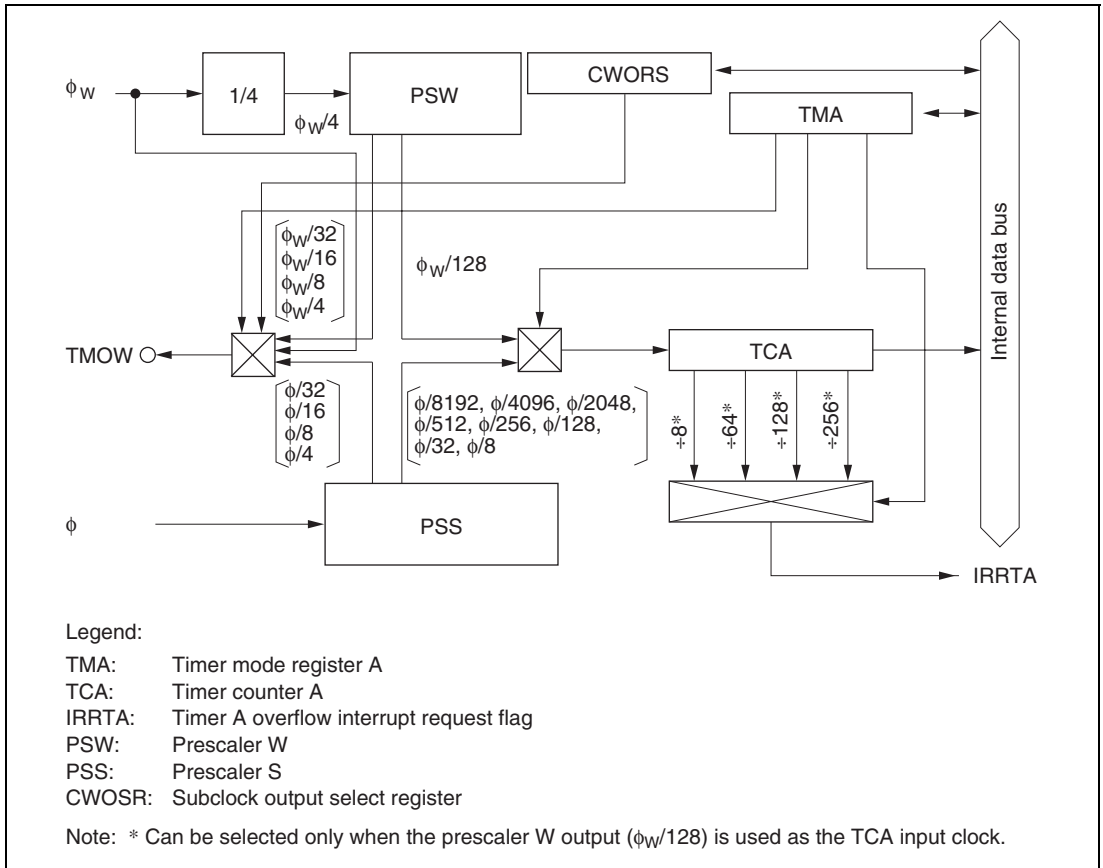 ϕW
1/4
ϕW/4
PSW
CWORS
TMA
Internal data bus
ϕW/32
ϕW/16
ϕW/8
ϕW/4
ϕW/128
TMOW
TCA
ϕ/32
ϕ/16
ϕ/8
ϕ/4
ϕ/8192, ϕ/4096, ϕ/2048,
ϕ/512, ϕ/256, ϕ/128,
ϕ/32, ϕ/8
÷8*
÷64*
÷128*
÷256*
ϕ
PSS
IRRTA
Legend:
TMA: Timer mode register A
TCA: Timer counter A
IRRTA: Timer A overflow interrupt request flag
PSW: Prescaler W
PSS: Prescaler S
CWOSR: Subclock output select register
Note: * Can be selected only when the prescaler W output (ϕW/128) is used as the TCA input clock.